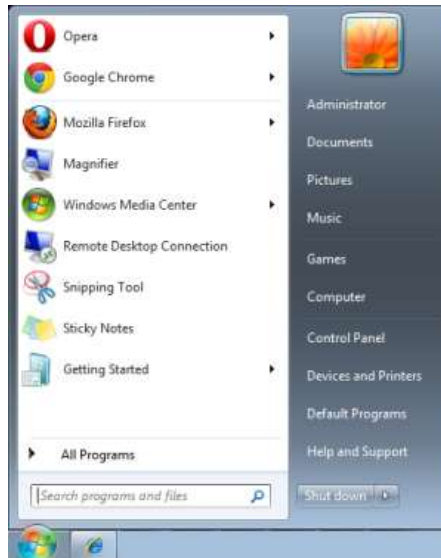 Opera
Google Chrome
Mozilla Firefox
Magnifier
Windows Media Center
Remote Desktop Connection
Snipping Tool
Sticky Notes
Getting Started
All Programs
Search programs and files
Administrator
Documents
Pictures
Music
Games
Computer
Control Panel
Devices and Printers
Default Programs
Help and Support
Shut down